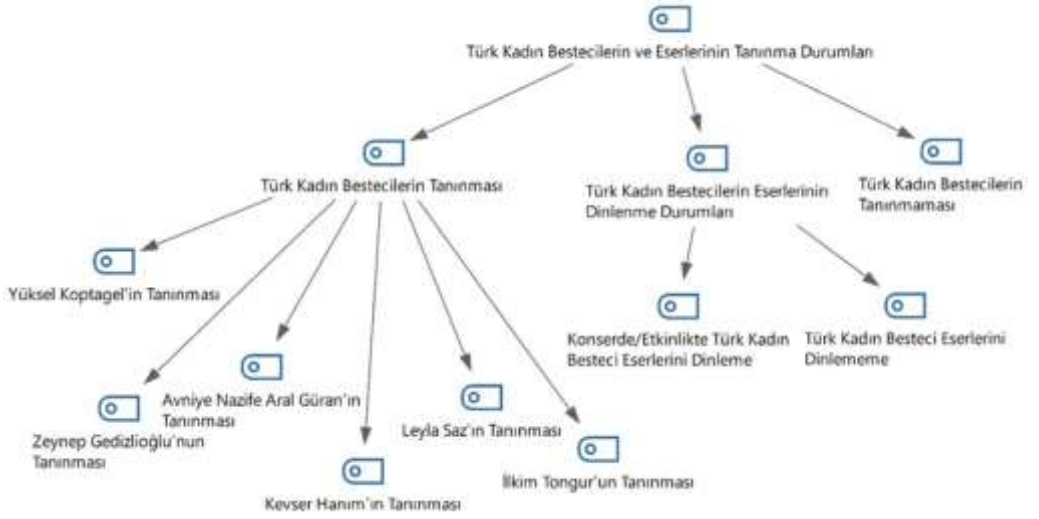 Türk Kadın Bestecilerin ve Eserlerinin Tanınma Durumları
Türk Kadın Bestecilerin Tanınması
Türk Kadın Bestecilerin Eserlerinin
Dinlenme Durumları
Türk Kadın Bestecilerin
Tanınmaması
Yüksel Koptagel'in Tanınması
Konserde/Etkinlikte Türk Kadın
Besteci Eserlerini Dinleme
Türk Kadın Besteci Eserlerini
Dinlememe
Avniye Nazife Aral Güran'ın
Tanınması
Zeynep Gedizlioğlu'nun
Tanınması
Leyla Saz'ın Tanınması
Kevser Hanım'ın Tanınması
İlkim Tongur'un Tanınması